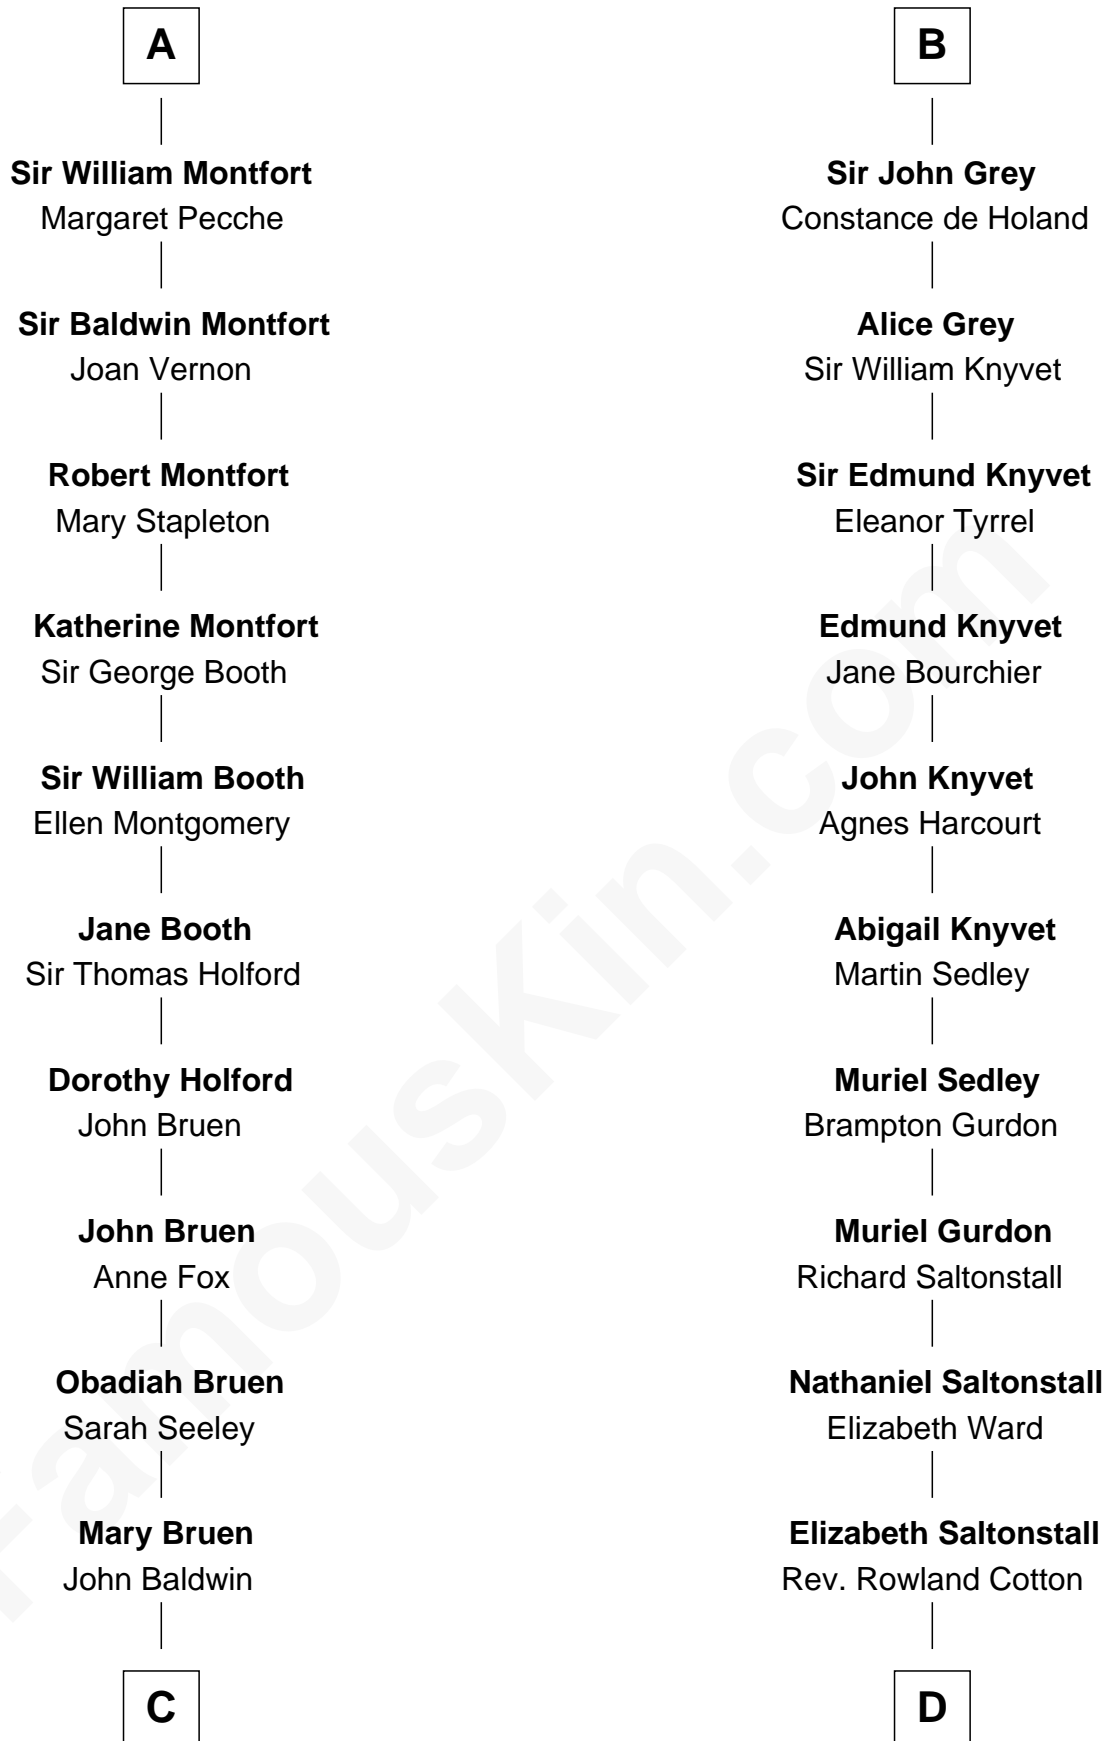 A
Sir William Montfort
Margaret Pecche
Sir Baldwin Montfort
Joan Vernon
Robert Montfort
Mary Stapleton
Katherine Montfort
Sir George Booth
Sir William Booth
Ellen Montgomery
Jane Booth
Sir Thomas Holford
Dorothy Holford
John Bruen
John Bruen
Anne Fox
Obadiah Bruen
Sarah Seeley
Mary Bruen
John Baldwin
C
B
Sir John Grey
Constance de Holand
Alice Grey
Sir William Knyvet
Sir Edmund Knyvet
Eleanor Tyrrel
Edmund Knyvet
Jane Bourchier
John Knyvet
Agnes Harcourt
Abigail Knyvet
Martin Sedley
Muriel Sedley
Brampton Gurdon
Muriel Gurdon
Richard Saltonstall
Nathaniel Saltonstall
Elizabeth Ward
Elizabeth Saltonstall
Rev. Rowland Cotton
D
FamousKin.com